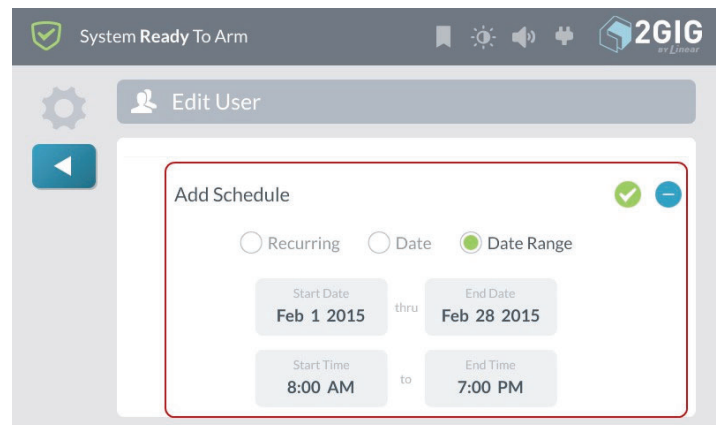 System Ready To Arm
2GIG
BY Linear
Edit User
Add Schedule
Recurring Date Date Range
Start Date End Date
Feb 1 2015 thru Feb 28 2015
Start Time End Time
8:00 AM to 7:00 PM